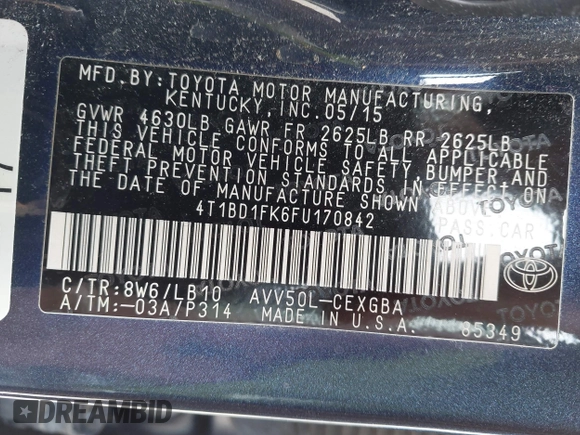 MFD.BY:TOYOTA MOTOR MANUFACTURING,
KENTUCKY, INC. 05/15
GVWR 4630LB GAWR FR 2625LB RR 2625LB
THIS VEHICLE CONFORMS TO ALL APPLICABLE
FEDERAL MOTOR VEHICLE SAFETY, BUMPER, AND
THEFT PREVENTION STANDARDS IN EFFECT ON
THE DATE OF MANUFACTURE SHOWN ABOVE.
4T1BD1FK6FU170842 PASS.CAR
C/TR:8W6/LB10 AVV50L-CEXGBA TOYOTA
A/TM:-03A/P314 MADE IN U.S.A. 85349
DREAMBID